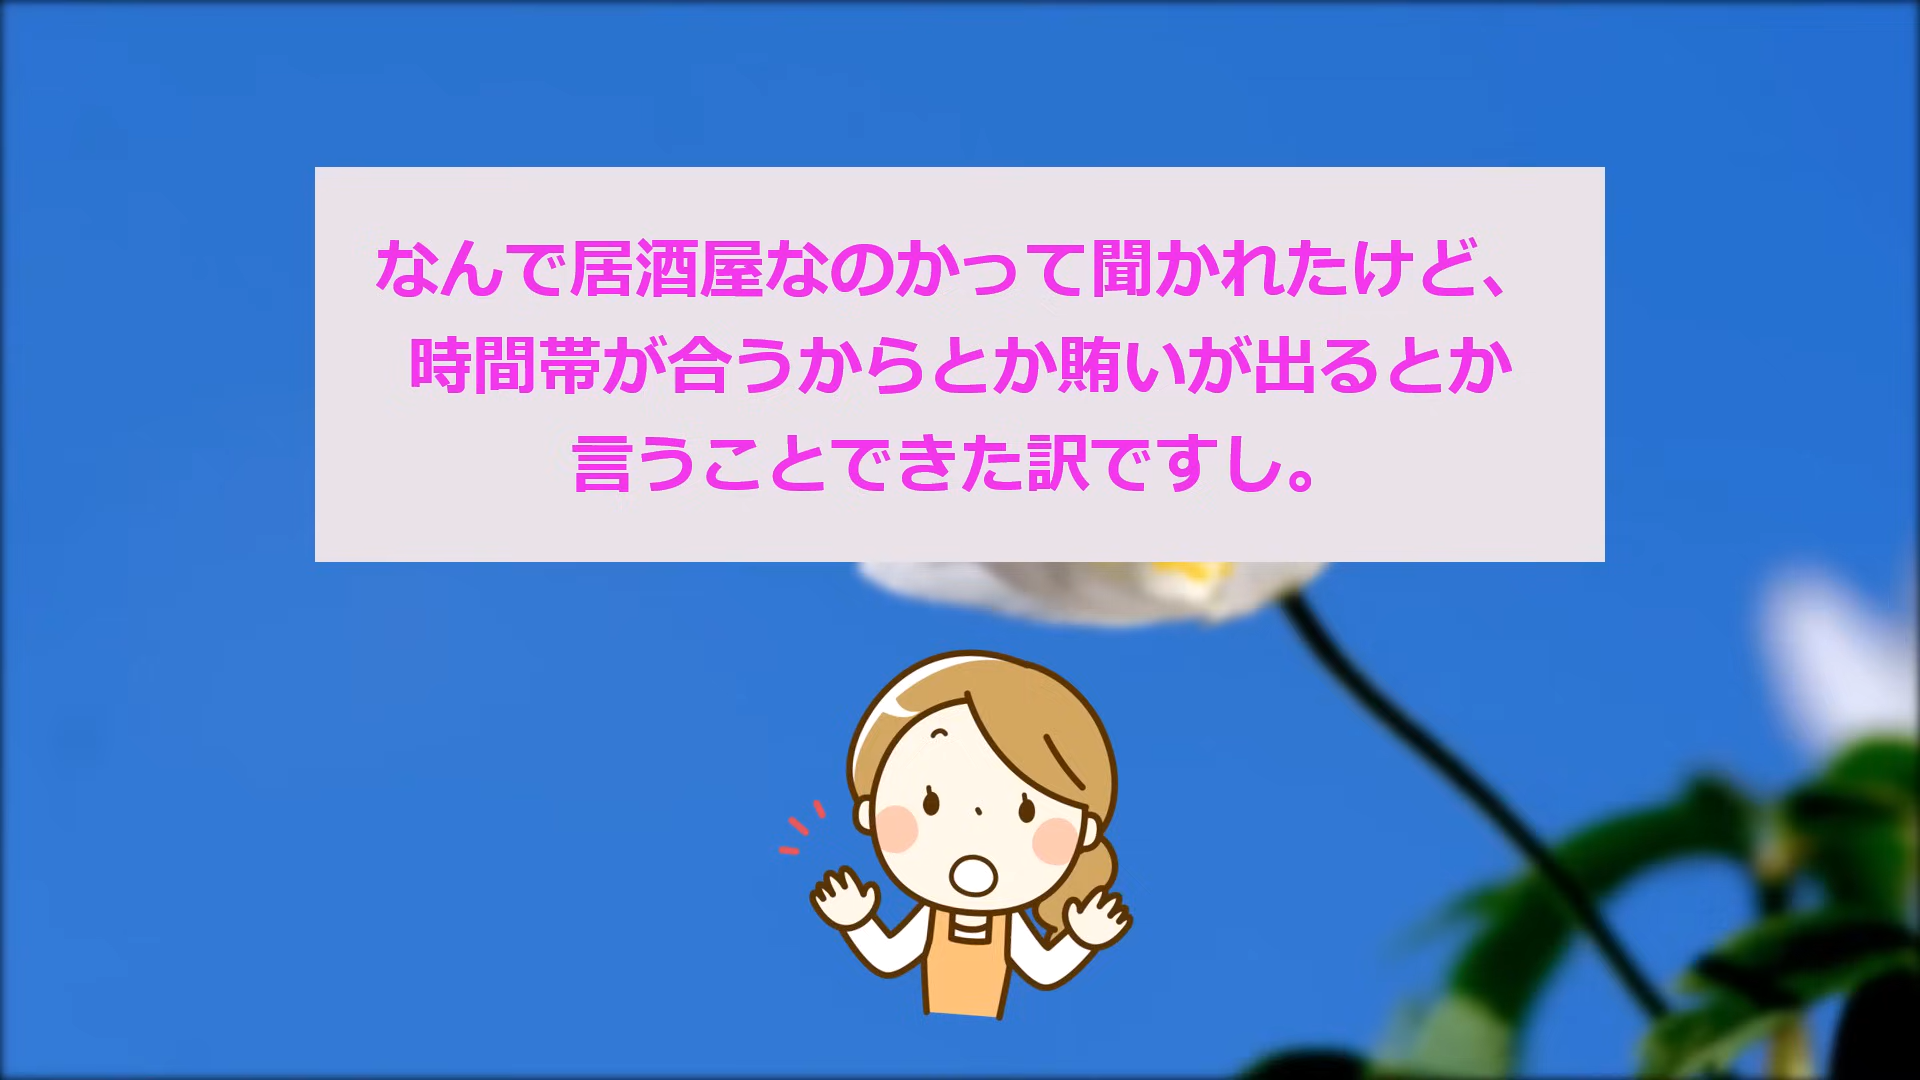 なんで居酒屋なのかって聞かれたけど、
時間帯が合うからとか賄いが出るとか
言うことできた訳ですし。